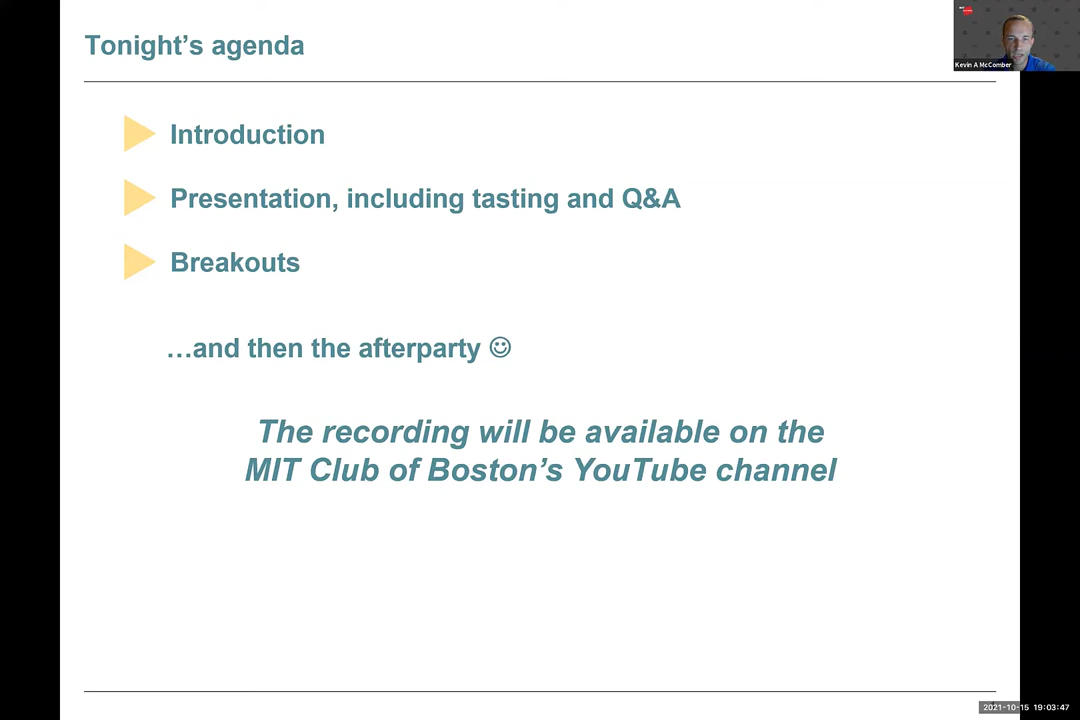 Tonight’s agenda
Kevin A McComber
Introduction
Presentation, including tasting and Q&A
Breakouts
…and then the afterparty ☺
The recording will be available on the
MIT Club of Boston’s YouTube channel
2021-10-15 19:03:47